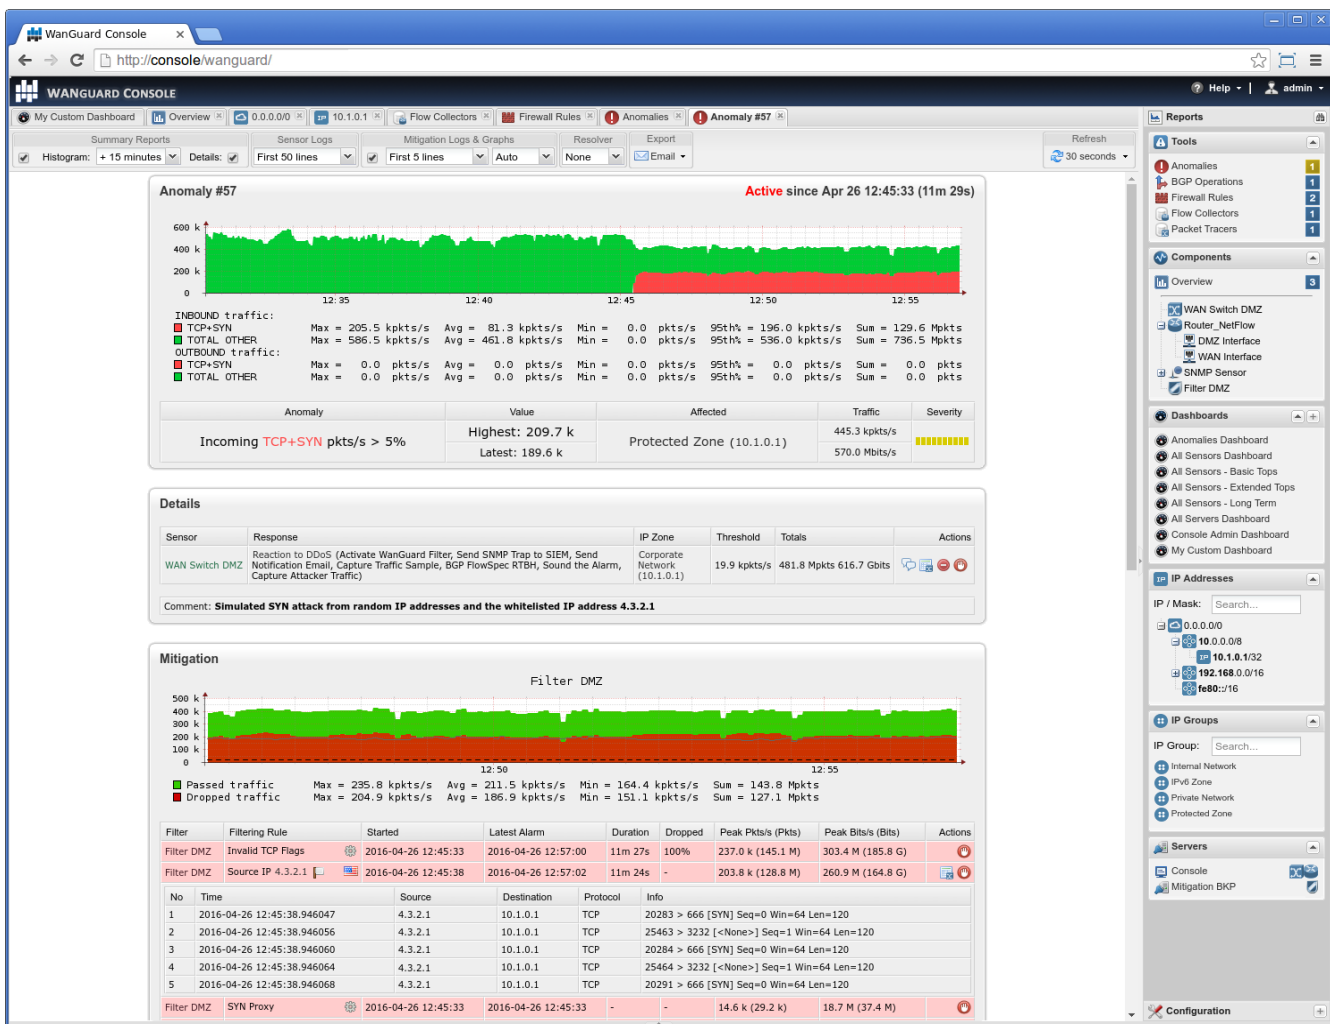 WanGuard Console
http://console/wanguard/
WANGUARD CONSOLE
Help
admin
My Custom Dashboard
Overview
0.0.0.0/0
10.1.0.1
Flow Collectors
Firewall Rules
Anomalies
Anomaly #57
Summary Reports
Sensor Logs
Mitigation Logs & Graphs
Resolver
Export
Refresh
Histogram: + 15 minutes Details:
First 50 lines
First 5 lines
Auto
None
Email
30 seconds
Anomaly #57
Active since Apr 26 12:45:33 (11m 29s)
600 k
400 k
200 k
0
12:35 12:40 12:45 12:50 12:55
INBOUND traffic:
TCP+SYN Max = 205.5 kpkts/s Avg = 81.3 kpkts/s Min = 0.0 pkts/s 95th% = 196.0 kpkts/s Sum = 129.6 Mpkts
TOTAL OTHER Max = 586.5 kpkts/s Avg = 461.8 kpkts/s Min = 0.0 pkts/s 95th% = 536.0 kpkts/s Sum = 736.5 Mpkts
OUTBOUND traffic:
TCP+SYN Max = 0.0 pkts/s Avg = 0.0 pkts/s Min = 0.0 pkts/s 95th% = 0.0 pkts/s Sum = 0.0 pkts
TOTAL OTHER Max = 0.0 pkts/s Avg = 0.0 pkts/s Min = 0.0 pkts/s 95th% = 0.0 pkts/s Sum = 0.0 pkts
Anomaly Value Affected Traffic Severity
Incoming TCP+SYN pkts/s > 5%
Highest: 209.7 k
Latest: 189.6 k
Protected Zone (10.1.0.1)
445.3 kpkts/s
570.0 Mbits/s
Details
Sensor Response IP Zone Threshold Totals Actions
WAN Switch DMZ
Reaction to DDoS (Activate WanGuard Filter, Send SNMP Trap to SIEM, Send
Notification Email, Capture Traffic Sample, BGP FlowSpec RTBH, Sound the Alarm,
Capture Attacker Traffic)
Corporate
Network
(10.1.0.1)
19.9 kpkts/s
481.8 Mpkts 616.7 Gbits
Comment: Simulated SYN attack from random IP addresses and the whitelisted IP address 4.3.2.1
Mitigation
Filter DMZ
500 k
400 k
300 k
200 k
100 k
0
12:50 12:55
Passed traffic Max = 235.8 kpkts/s Avg = 211.5 kpkts/s Min = 164.4 kpkts/s Sum = 143.8 Mpkts
Dropped traffic Max = 204.9 kpkts/s Avg = 186.9 kpkts/s Min = 151.1 kpkts/s Sum = 127.1 Mpkts
Filter Filtering Rule Started Latest Alarm Duration Dropped Peak Pkts/s (Pkts) Peak Bits/s (Bits) Actions
Filter DMZ Invalid TCP Flags 2016-04-26 12:45:33 2016-04-26 12:57:00 11m 27s 100% 237.0 k (145.1 M) 303.4 M (185.8 G)
Filter DMZ Source IP 4.3.2.1 2016-04-26 12:45:38 2016-04-26 12:57:02 11m 24s - 203.8 k (128.8 M) 260.9 M (164.8 G)
No Time Source Destination Protocol Info
1 2016-04-26 12:45:38.946047 4.3.2.1 10.1.0.1 TCP 20283 > 666 [SYN] Seq=0 Win=64 Len=120
2 2016-04-26 12:45:38.946056 4.3.2.1 10.1.0.1 TCP 25463 > 3232 [<None>] Seq=1 Win=64 Len=120
3 2016-04-26 12:45:38.946060 4.3.2.1 10.1.0.1 TCP 20284 > 666 [SYN] Seq=0 Win=64 Len=120
4 2016-04-26 12:45:38.946064 4.3.2.1 10.1.0.1 TCP 25464 > 3232 [<None>] Seq=1 Win=64 Len=120
5 2016-04-26 12:45:38.946068 4.3.2.1 10.1.0.1 TCP 20291 > 666 [SYN] Seq=0 Win=64 Len=120
Filter DMZ SYN Proxy 2016-04-26 12:45:33 2016-04-26 12:45:33 - - 14.6 k (29.2 k) 18.7 M (37.4 M)
Reports
Tools
Anomalies 1
BGP Operations 1
Firewall Rules 2
Flow Collectors 1
Packet Tracers 1
Components
Overview 3
WAN Switch DMZ
Router_NetFlow
DMZ Interface
WAN Interface
SNMP Sensor
Filter DMZ
Dashboards
Anomalies Dashboard
All Sensors Dashboard
All Sensors - Basic Tops
All Sensors - Extended Tops
All Sensors - Long Term
All Servers Dashboard
Console Admin Dashboard
My Custom Dashboard
IP Addresses
IP / Mask: Search...
0.0.0.0/0
10.0.0.0/8
IP 10.1.0.1/32
192.168.0.0/16
fe80::/16
IP Groups
IP Group: Search...
Internal Network
IPv6 Zone
Private Network
Protected Zone
Servers
Console
Mitigation BKP
Configuration